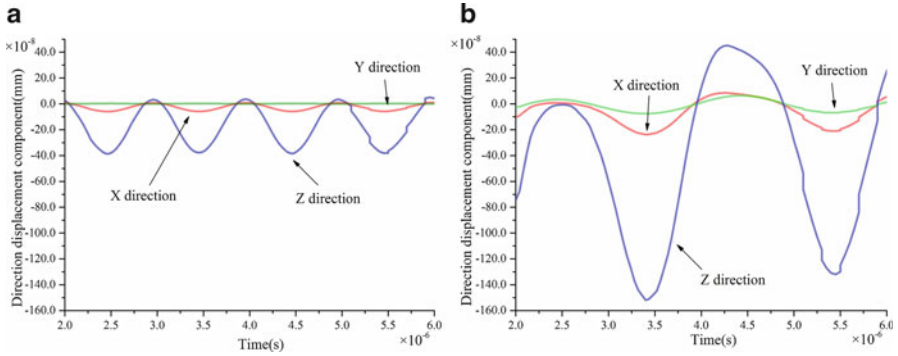 a
×10⁻⁸
40.0
20.0
0.0
-20.0
-40.0
-60.0
-80.0
-100.0
-120.0
-140.0
-160.0
Direction displacement component(mm)
Y direction
X direction
Z direction
2.0 2.5 3.0 3.5 4.0 4.5 5.0 5.5 6.0
Time(s)
×10⁻⁶
b
×10⁻⁸
40.0
20.0
0.0
-20.0
-40.0
-60.0
-80.0
-100.0
-120.0
-140.0
-160.0
Direction displacement component(mm)
X direction
Y direction
Z direction
2.0 2.5 3.0 3.5 4.0 4.5 5.0 5.5 6.0
Time(s)
×10⁻⁶